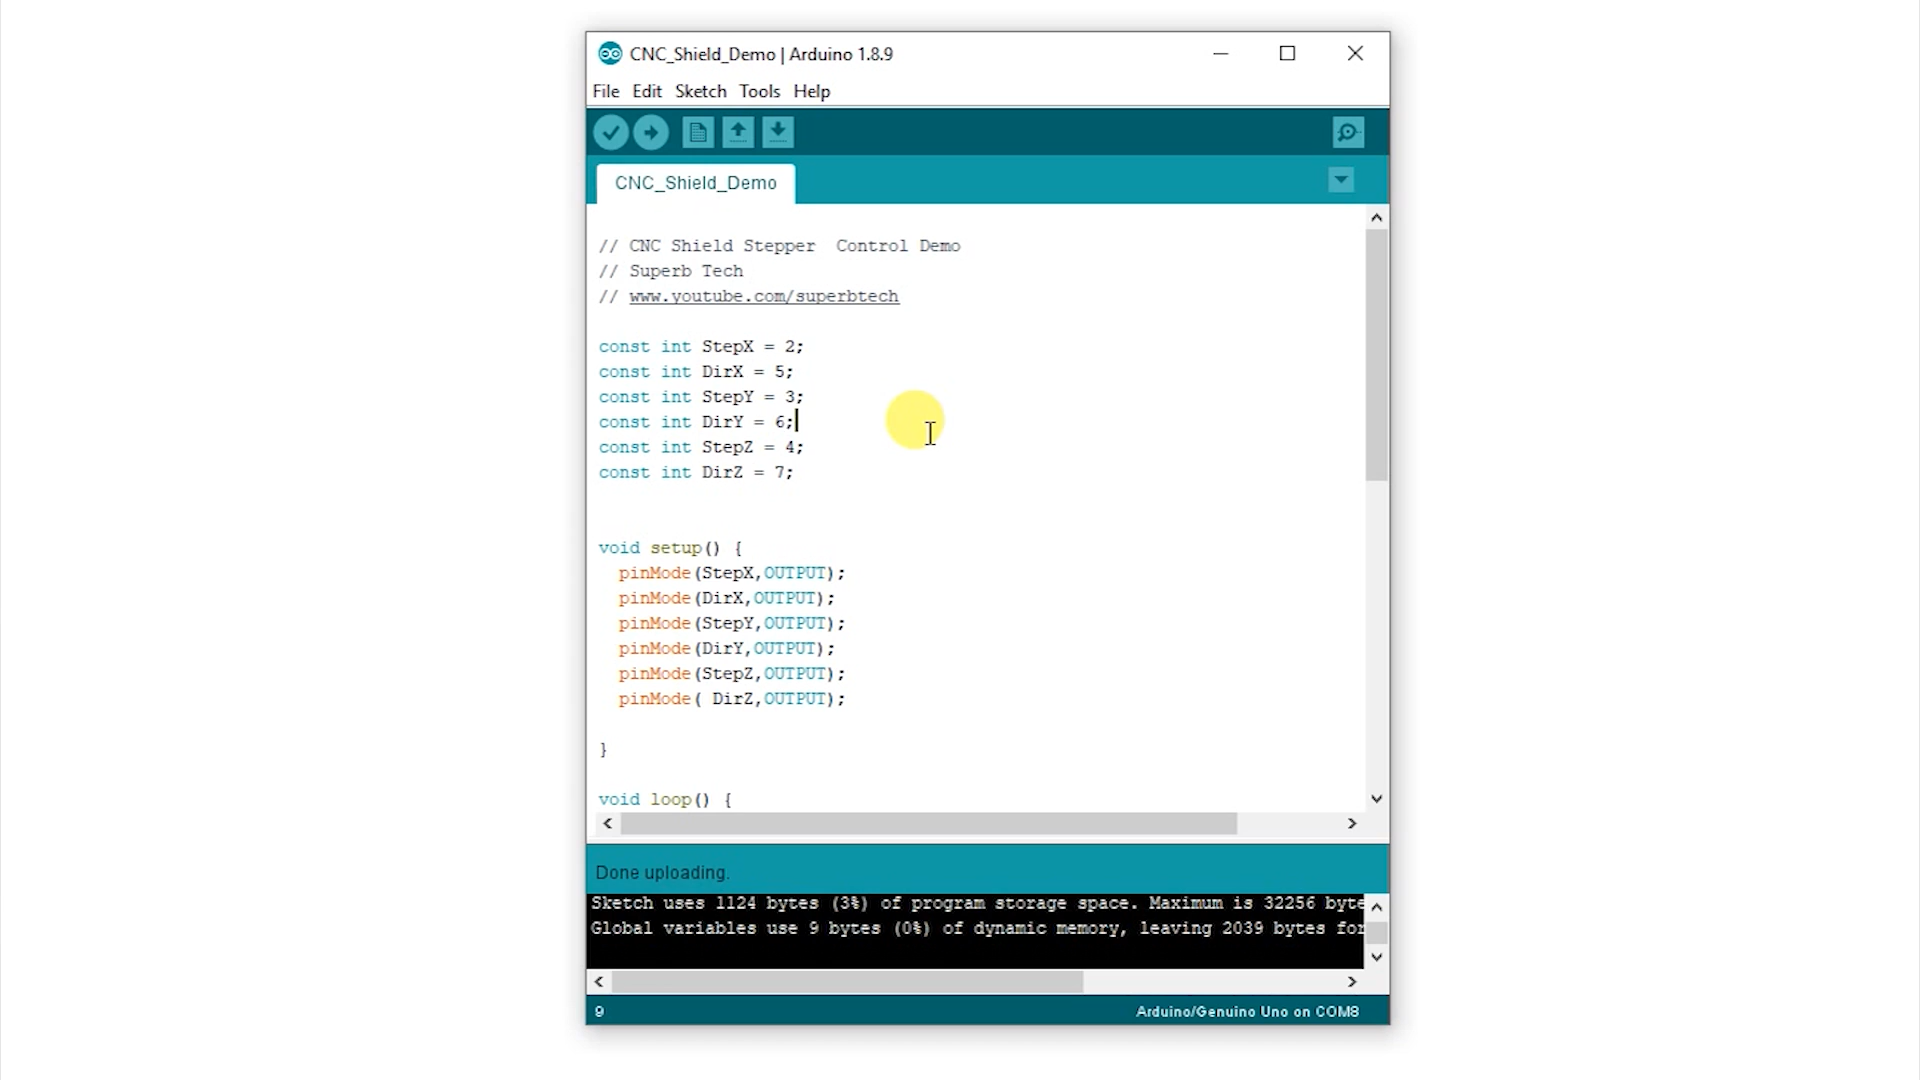 CNC_Shield_Demo | Arduino 1.8.9
File Edit Sketch Tools Help
CNC_Shield_Demo
// CNC Shield Stepper  Control Demo
// Superb Tech
// www.youtube.com/superbtech
const int StepX = 2;
const int DirX = 5;
const int StepY = 3;
const int DirY = 6;
const int StepZ = 4;
const int DirZ = 7;
void setup() {
  pinMode(StepX,OUTPUT);
  pinMode(DirX,OUTPUT);
  pinMode(StepY,OUTPUT);
  pinMode(DirY,OUTPUT);
  pinMode(StepZ,OUTPUT);
  pinMode( DirZ,OUTPUT);
}
void loop() {
Done uploading.
Sketch uses 1124 bytes (3%) of program storage space. Maximum is 32256 byte
Global variables use 9 bytes (0%) of dynamic memory, leaving 2039 bytes for
9 Arduino/Genuino Uno on COM8